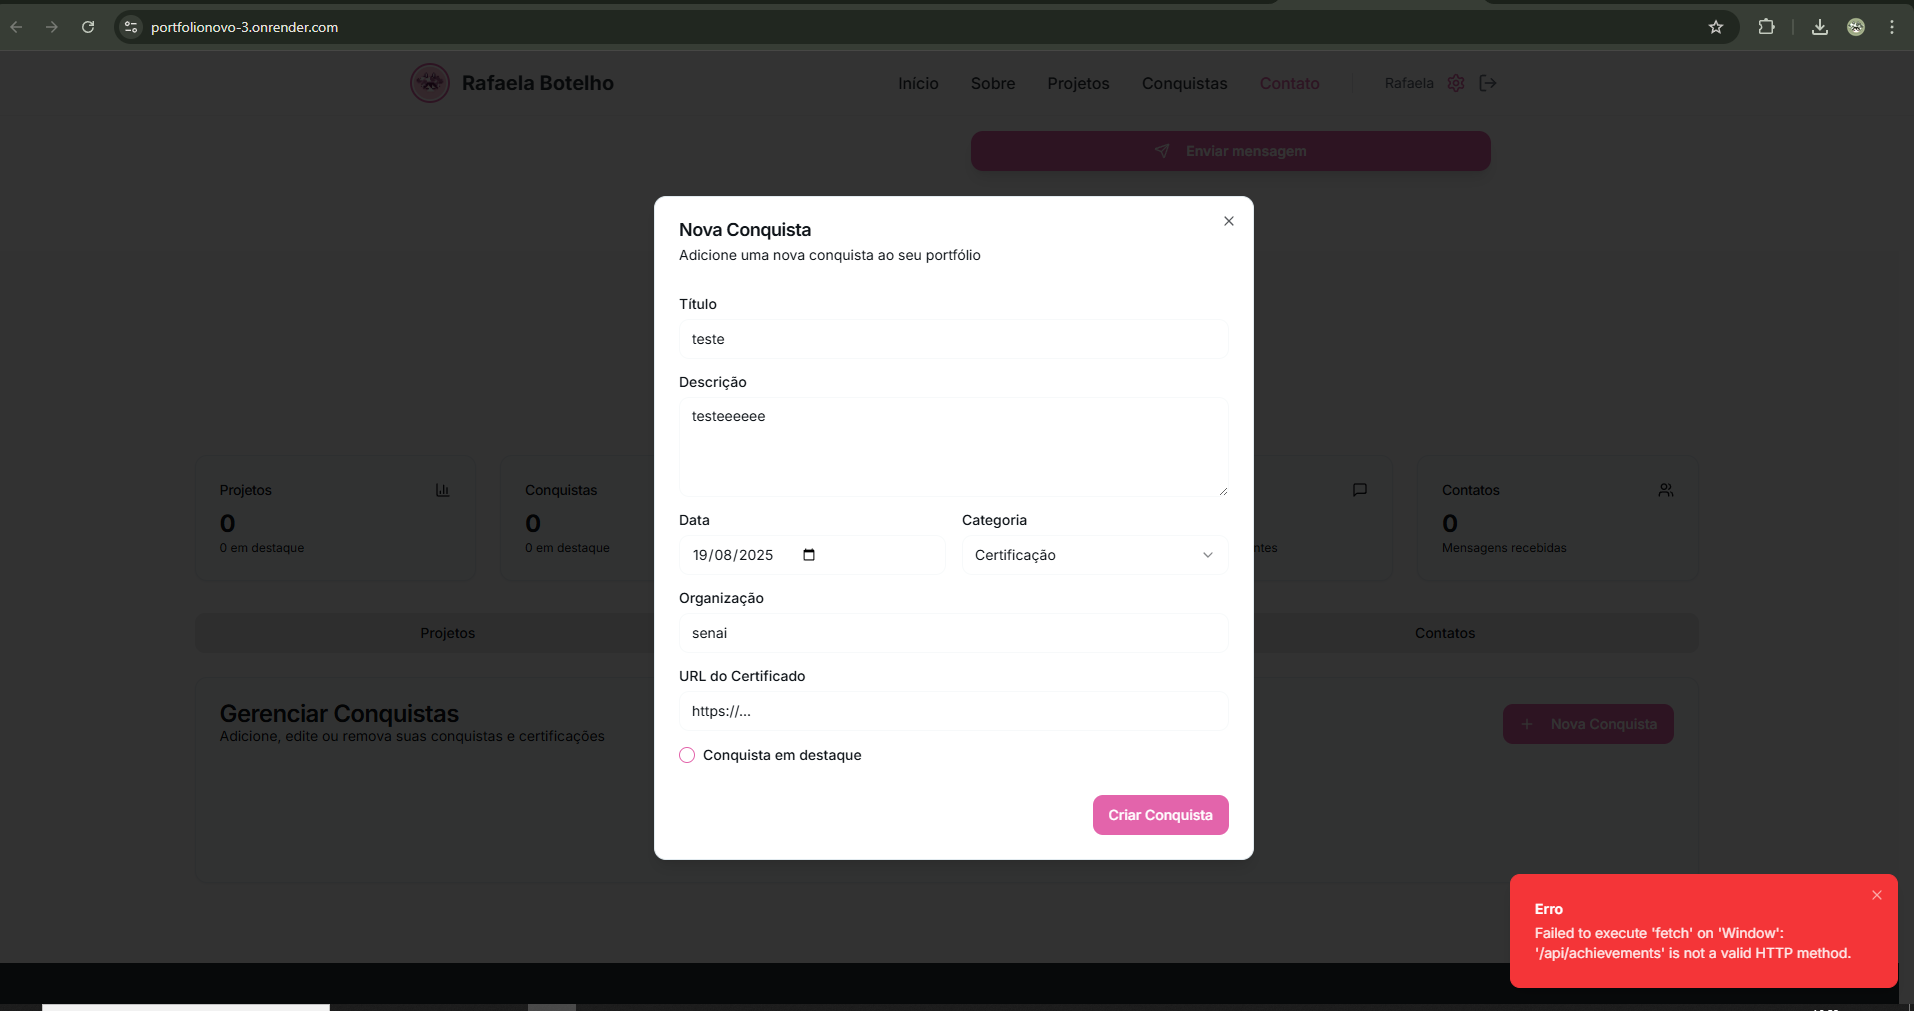 portfolionovo-3.onrender.com
Rafaela Botelho
Início
Sobre
Projetos
Conquistas
Contato
Rafaela
Enviar mensagem
Nova Conquista
Adicione uma nova conquista ao seu portfólio
Título
teste
Descrição
testeeeeee
Data
Categoria
19/08/2025
Certificação
Organização
senai
URL do Certificado
https://...
Conquista em destaque
Criar Conquista
Projetos
0
0 em destaque
Conquistas
0
0 em destaque
ntes
Contatos
0
Mensagens recebidas
Projetos
Contatos
Gerenciar Conquistas
Adicione, edite ou remova suas conquistas e certificações
+ Nova Conquista
Erro
Failed to execute 'fetch' on 'Window':
'/api/achievements' is not a valid HTTP method.